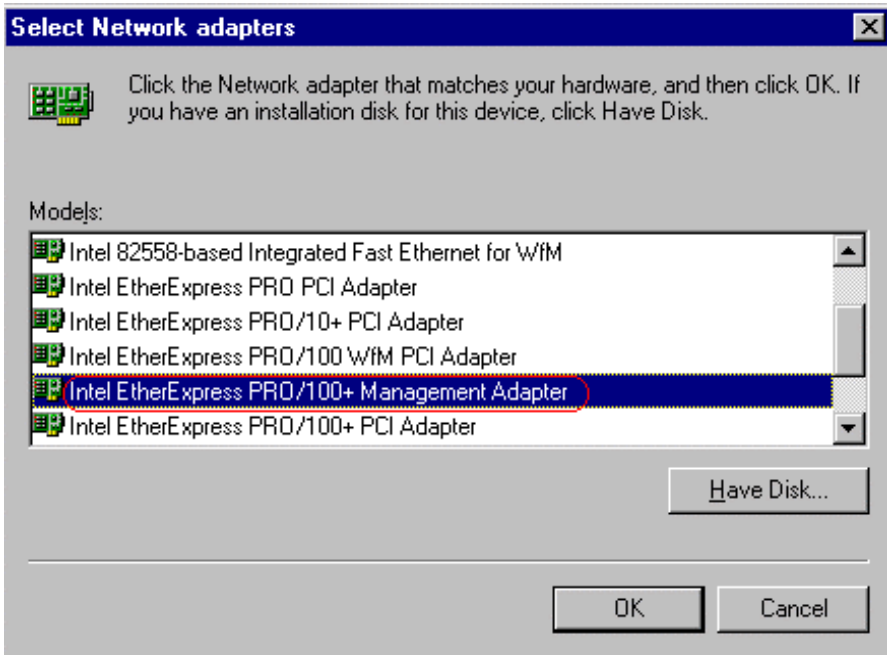 Select Network adapters
Click the Network adapter that matches your hardware, and then click OK. If
you have an installation disk for this device, click Have Disk.
Models:
Intel 82558-based Integrated Fast Ethernet for WfM
Intel EtherExpress PRO PCI Adapter
Intel EtherExpress PRO/10+ PCI Adapter
Intel EtherExpress PRO/100 WfM PCI Adapter
Intel EtherExpress PRO/100+ Management Adapter
Intel EtherExpress PRO/100+ PCI Adapter
Have Disk...
OK
Cancel